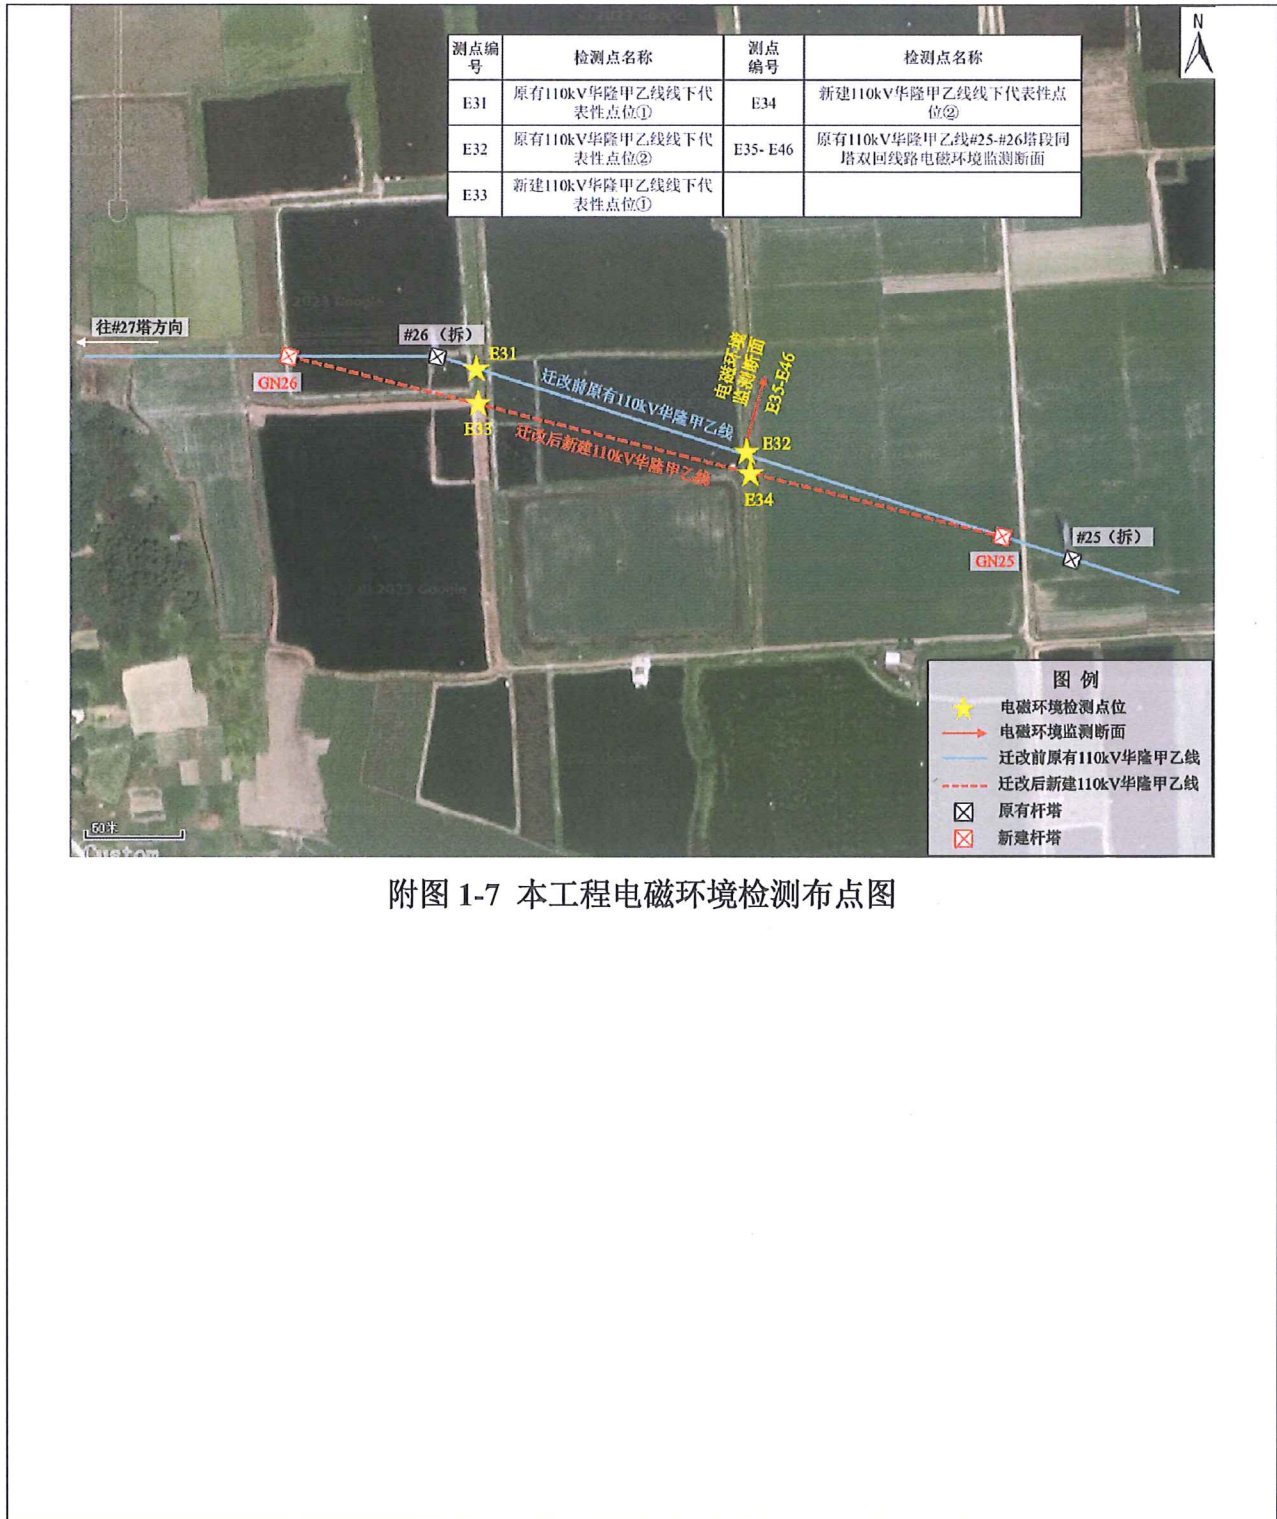 N
测点编
号
检测点名称
测点
编号
检测点名称
E31
原有110kV华隆甲乙线线下代
表性点位①
E34
新建110kV华隆甲乙线线下代表性点
位②
E32
原有110kV华隆甲乙线线下代
表性点位②
E35- E46
原有110kV华隆甲乙线#25-#26塔段同
塔双回线路电磁环境监测断面
E33
新建110kV华隆甲乙线线下代
表性点位①
© 2023 Google
往#27塔方向
#26（拆）
E31
GN26
E33
迁改前原有110kV华隆甲乙线
迁改后新建110kV华隆甲乙线
电磁环境
监测断面
E35-E46
E32
E34
#25（拆）
GN25
© 2023 Google
图 例
电磁环境检测点位
电磁环境监测断面
迁改前原有110kV华隆甲乙线
迁改后新建110kV华隆甲乙线
原有杆塔
新建杆塔
60米
Custom
附图 1-7 本工程电磁环境检测布点图